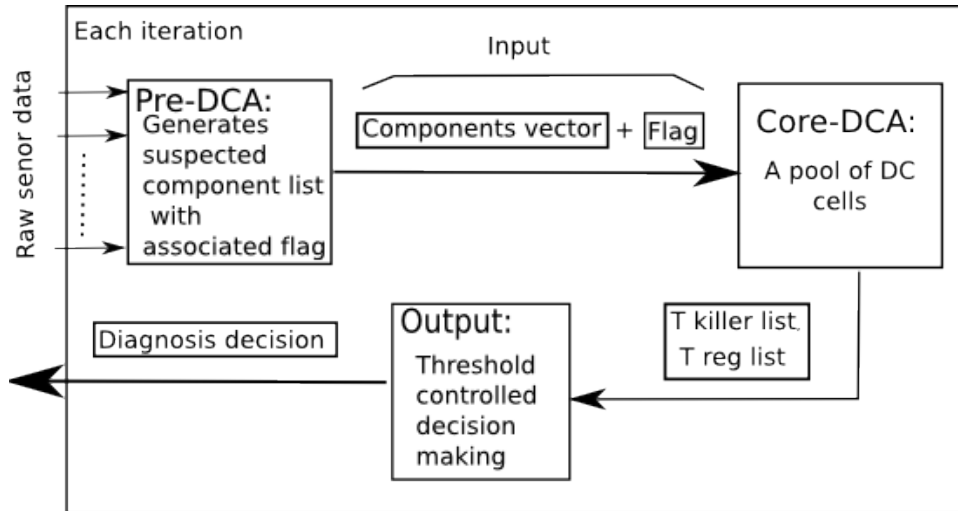 Each iteration
Input
Raw senor data
Pre-DCA:
Generates
suspected
component list
with
associated flag
Components vector + Flag
Core-DCA:
A pool of DC
cells
T killer list,
T reg list
Output:
Threshold
controlled
decision
making
Diagnosis decision